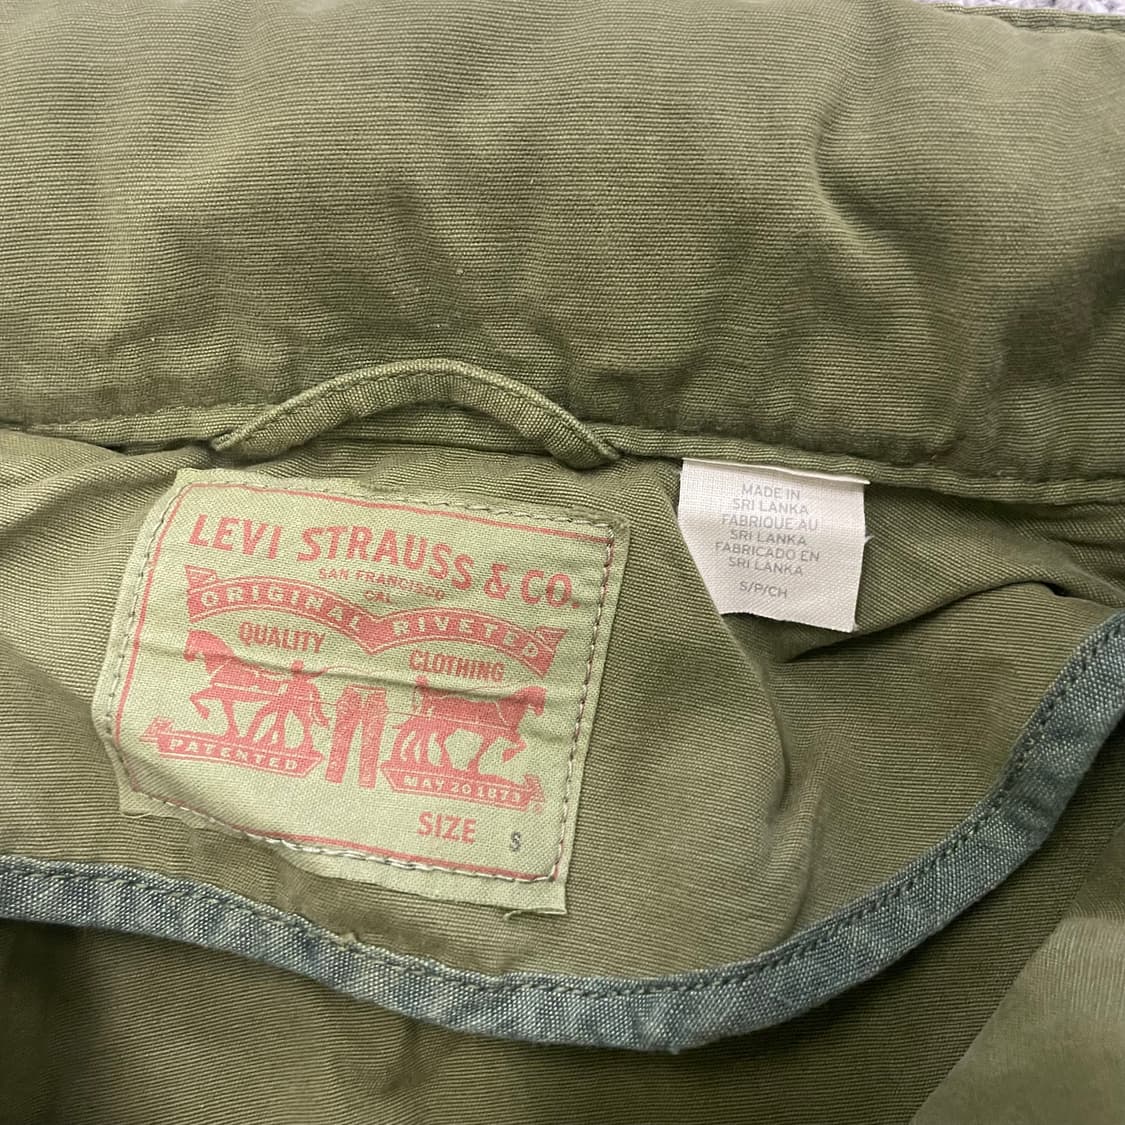 LEVI STRAUSS & CO.
SAN FRANCISCO
CAL
ORIGINAL RIVETED
QUALITY CLOTHING
PATENTED
MAY 20 1873
SIZE S
MADE IN
SRI LANKA
FABRIQUE AU
SRI LANKA
FABRICADO EN
SRI LANKA
S/P/CH